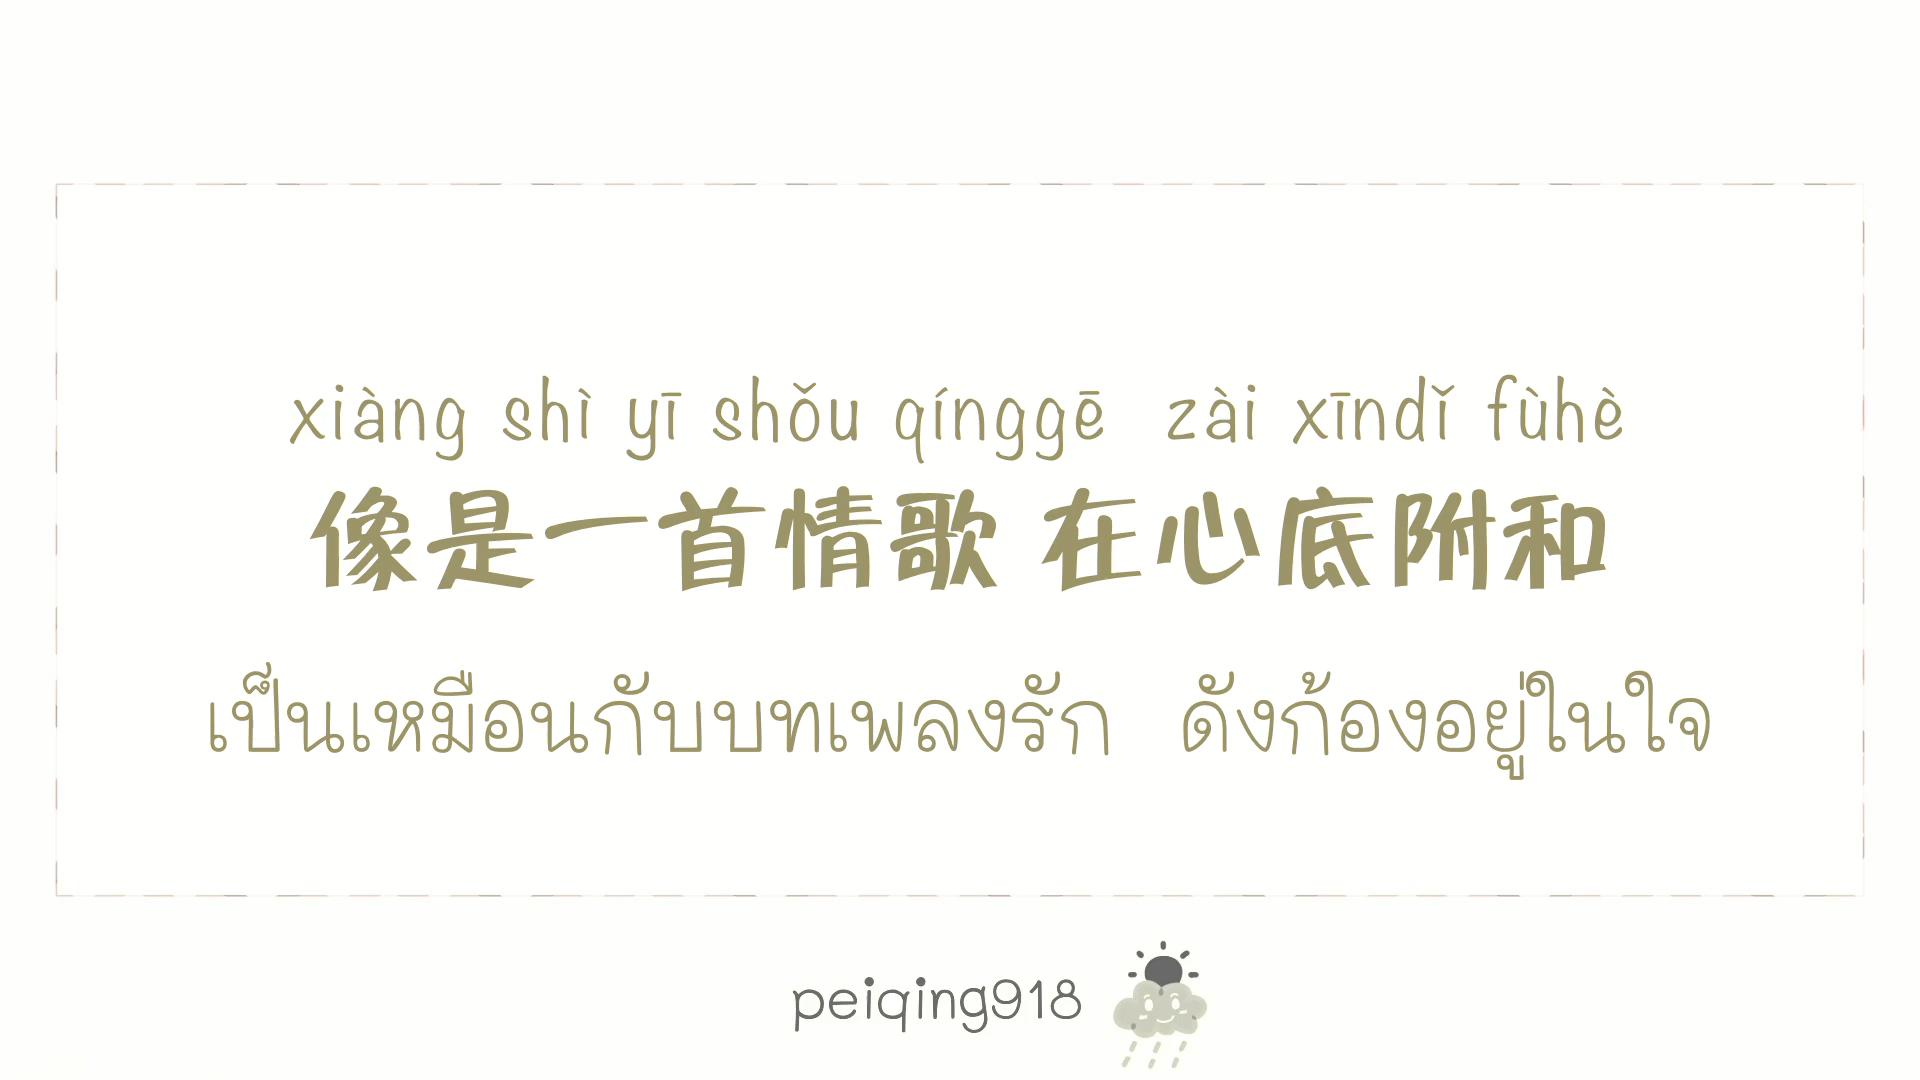 xiàng shì yī shǒu qínggē zài xīndǐ fùhè
像是一首情歌 在心底附和
เป็นเหมือนกับบทเพลงรัก ดังก้องอยู่ในใจ
peiqing918